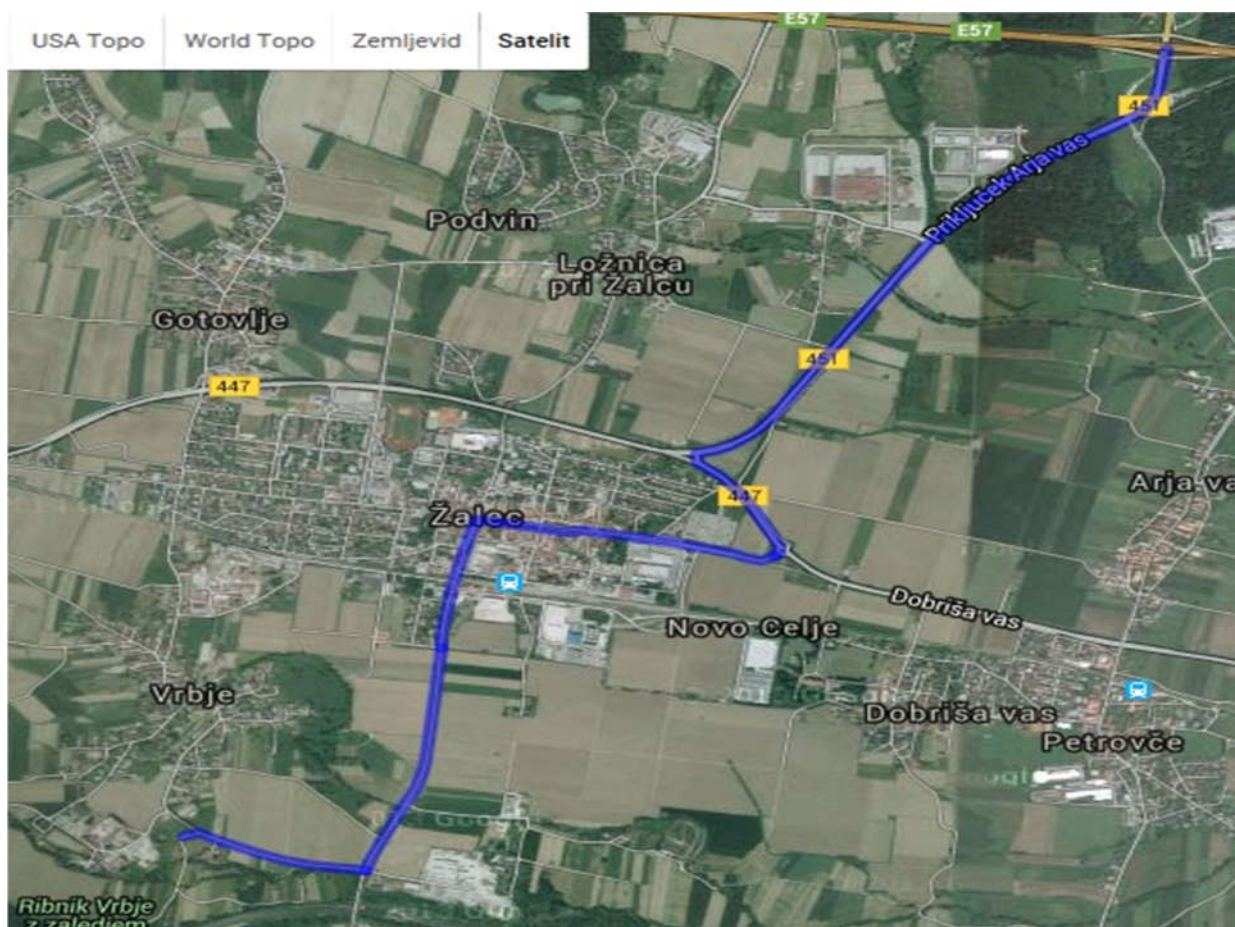 USA Topo
World Topo
Zemljevid
Satelit
E57
E57
451
Priključek Arja vas
Podvin
Ložnica
pri Žalcu
Gotovlje
451
447
447
Arja va
Žalec
Dobriša vas
Novo Celje
Vrbje
Dobriša vas
Petrovče
Ribnik Vrbje
z zaledjem